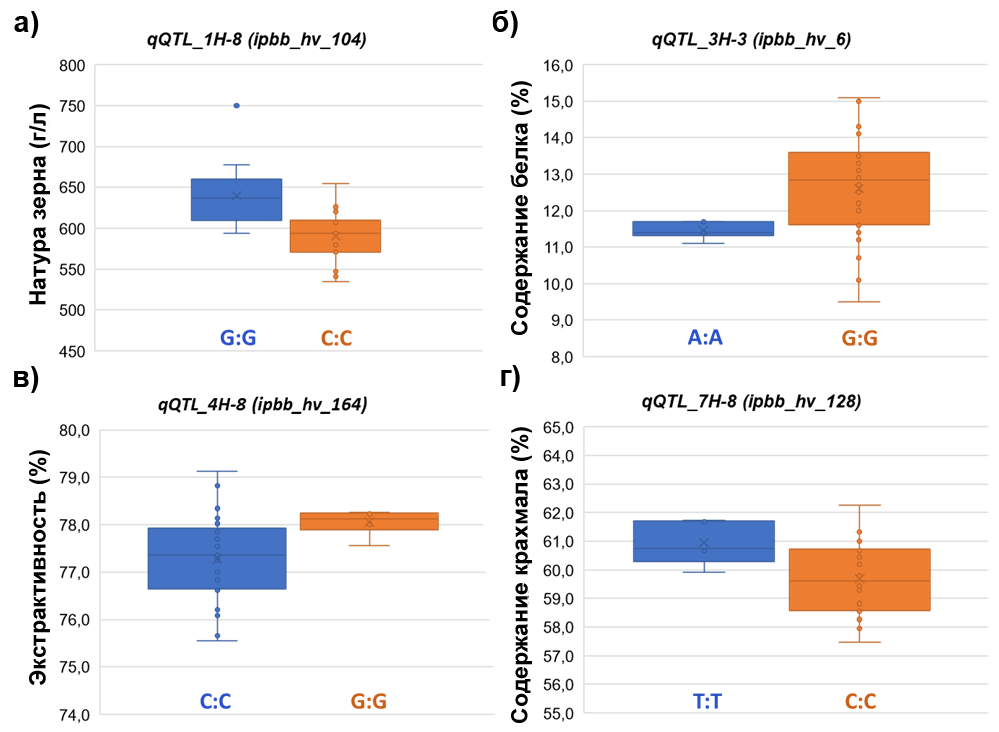 а)
qQTL_1H-8 (ipbb_hv_104)
Натура зерна (г/л)
800
750
700
650
600
550
500
450
G:G
C:C
б)
qQTL_3H-3 (ipbb_hv_6)
Содержание белка (%)
16,0
15,0
14,0
13,0
12,0
11,0
10,0
9,0
8,0
A:A
G:G
в)
qQTL_4H-8 (ipbb_hv_164)
Экстрактивность (%)
80,0
79,0
78,0
77,0
76,0
75,0
74,0
C:C
G:G
г)
qQTL_7H-8 (ipbb_hv_128)
Содержание крахмала (%)
65,0
64,0
63,0
62,0
61,0
60,0
59,0
58,0
57,0
56,0
55,0
T:T
C:C